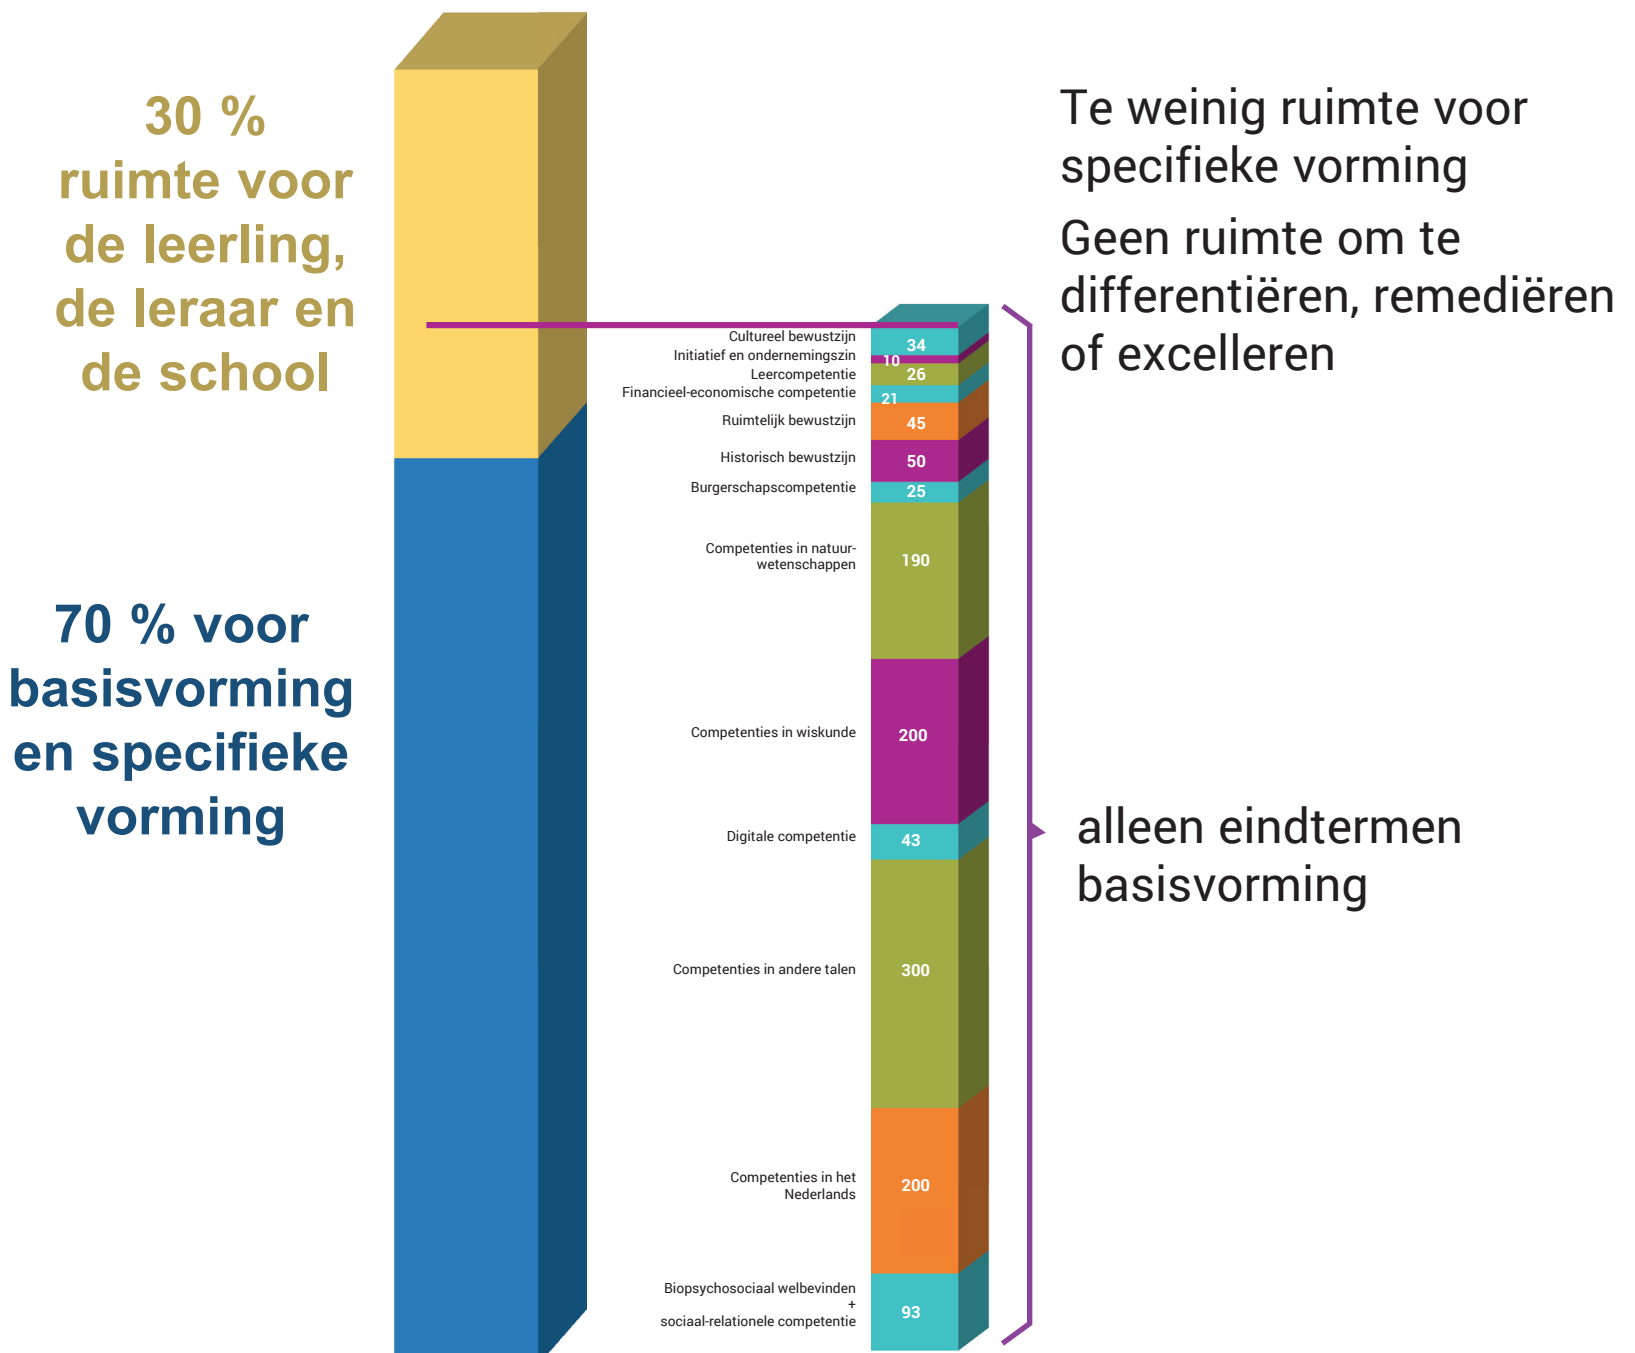 30 %
ruimte voor
de leerling,
de leraar en
de school
70 % voor
basisvorming
en specifieke
vorming
Cultureel bewustzijn
34
Initiatief en ondernemingszin
10
Leercompetentie
26
Financieel-economische competentie
21
Ruimtelijk bewustzijn
45
Historisch bewustzijn
50
Burgerschapscompetentie
25
Competenties in natuur-
wetenschappen
190
Competenties in wiskunde
200
Digitale competentie
43
Competenties in andere talen
300
Competenties in het
Nederlands
200
Biopsychosociaal welbevinden
+
sociaal-relationele competentie
93
Te weinig ruimte voor
specifieke vorming
Geen ruimte om te
differentiëren, remediëren
of excelleren
alleen eindtermen
basisvorming